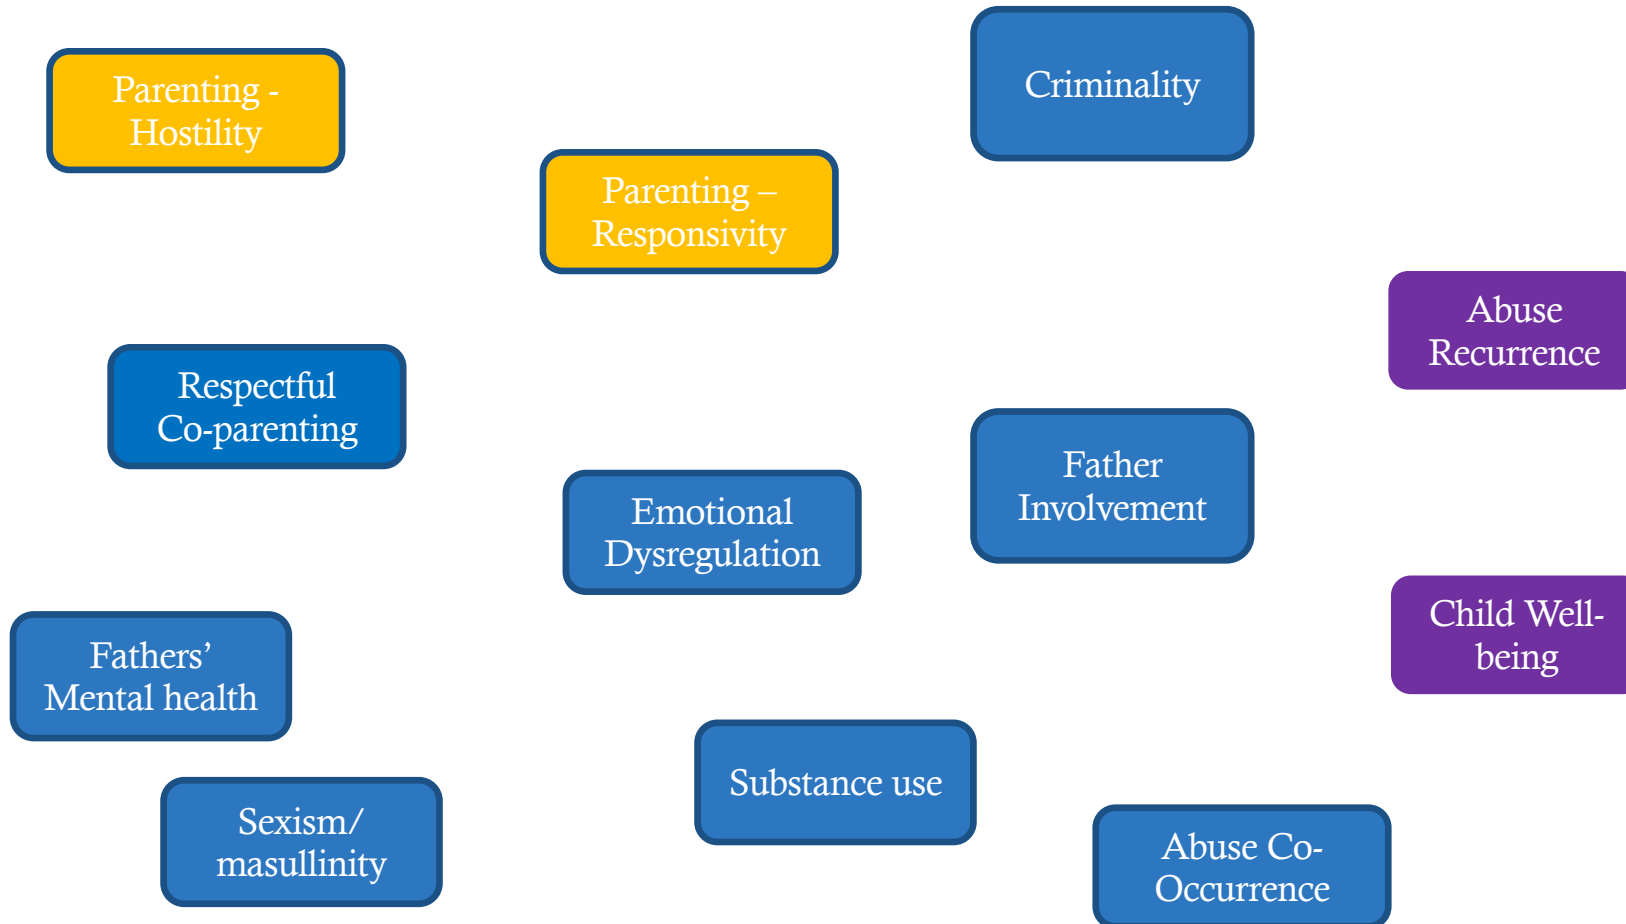 Parenting -
Hostility
Criminality
Parenting –
Responsivity
Abuse
Recurrence
Respectful
Co-parenting
Father
Involvement
Emotional
Dysregulation
Child Well-
being
Fathers’
Mental health
Substance use
Sexism/
masullinity
Abuse Co-
Occurrence